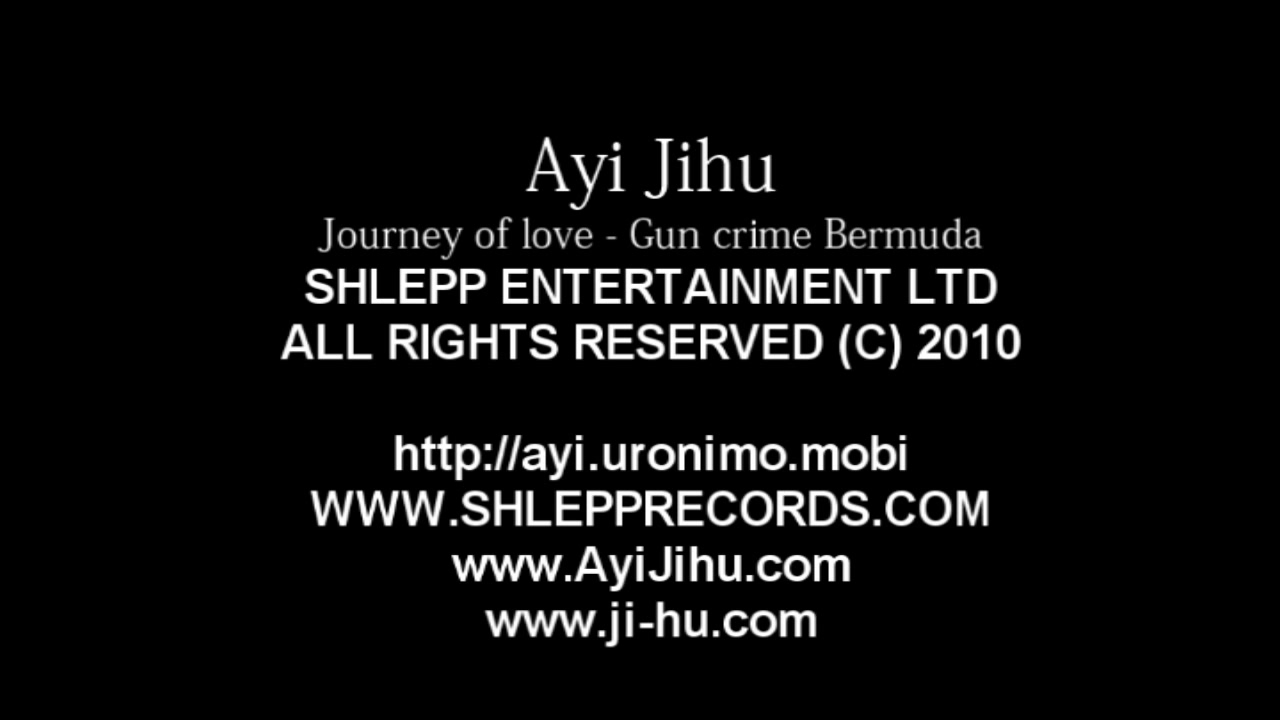 Ayi Jihu
Journey of love - Gun crime Bermuda
SHLEPP ENTERTAINMENT LTD
ALL RIGHTS RESERVED (C) 2010
http://ayi.uronimo.mobi
WWW.SHLEPPRECORDS.COM
www.AyiJihu.com
www.ji-hu.com